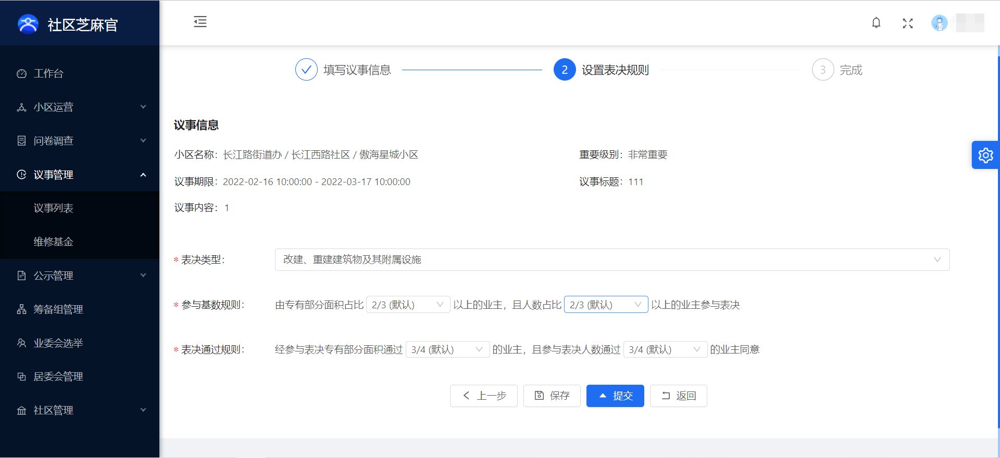 社区芝麻官
工作台
小区运营
问卷调查
议事管理
议事列表
维修基金
公示管理
筹备组管理
业委会选举
居委会管理
社区管理
填写议事信息
2 设置表决规则
3 完成
议事信息
小区名称：长江路街道办 / 长江西路社区 / 傲海星城小区
重要级别：非常重要
议事期限：2022-02-16 10:00:00 - 2022-03-17 10:00:00
议事标题：111
议事内容：1
* 表决类型：改建、重建建筑物及其附属设施
* 参与基数规则：由专有部分面积占比 2/3 (默认) 以上的业主，且人数占比 2/3 (默认) 以上的业主参与表决
* 表决通过规则：经参与表决专有部分面积通过 3/4 (默认) 的业主，且参与表决人数通过 3/4 (默认) 的业主同意
上一步 保存 提交 返回